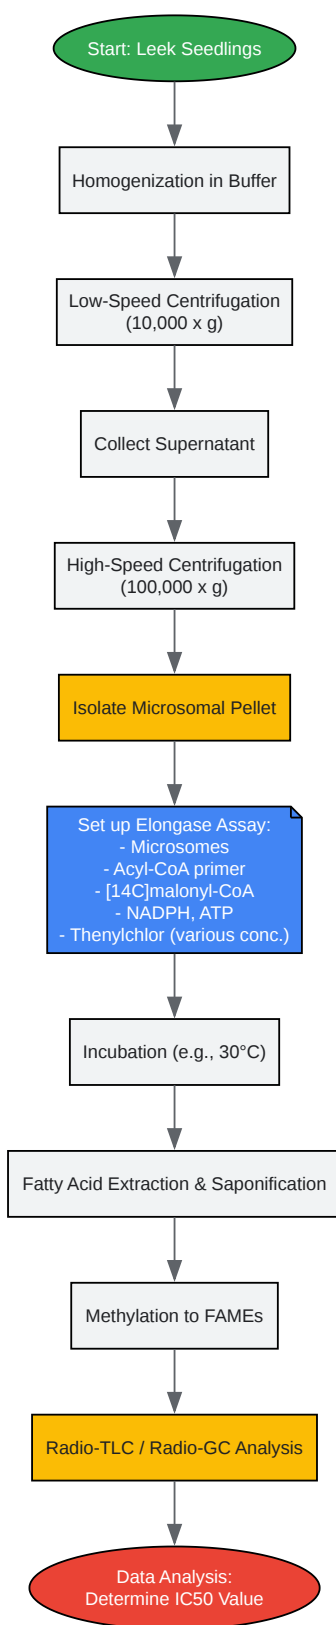 Start: Leek Seedlings
Homogenization in Buffer
Low-Speed Centrifugation
(10,000 x g)
Collect Supernatant
High-Speed Centrifugation
(100,000 x g)
Isolate Microsomal Pellet
Set up Elongase Assay:
- Microsomes
- Acyl-CoA primer
- [14C]malonyl-CoA
- NADPH, ATP
- Thenylchlor (various conc.)
Incubation (e.g., 30°C)
Fatty Acid Extraction & Saponification
Methylation to FAMEs
Radio-TLC / Radio-GC Analysis
Data Analysis:
Determine IC50 Value